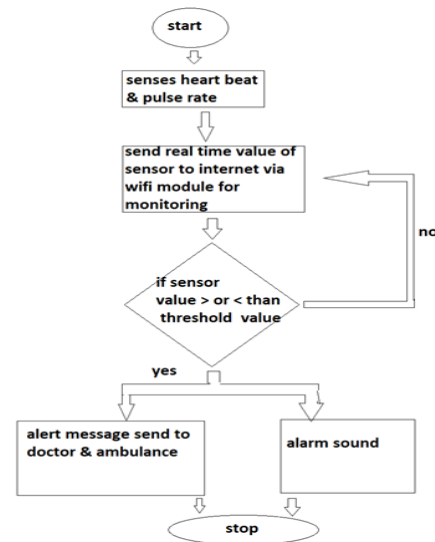 start
senses heart beat
& pulse rate
send real time value of
sensor to internet via
wifi module for
monitoring
no
if sensor
value > or < than
threshold value
yes
alert message send to
doctor & ambulance
alarm sound
stop